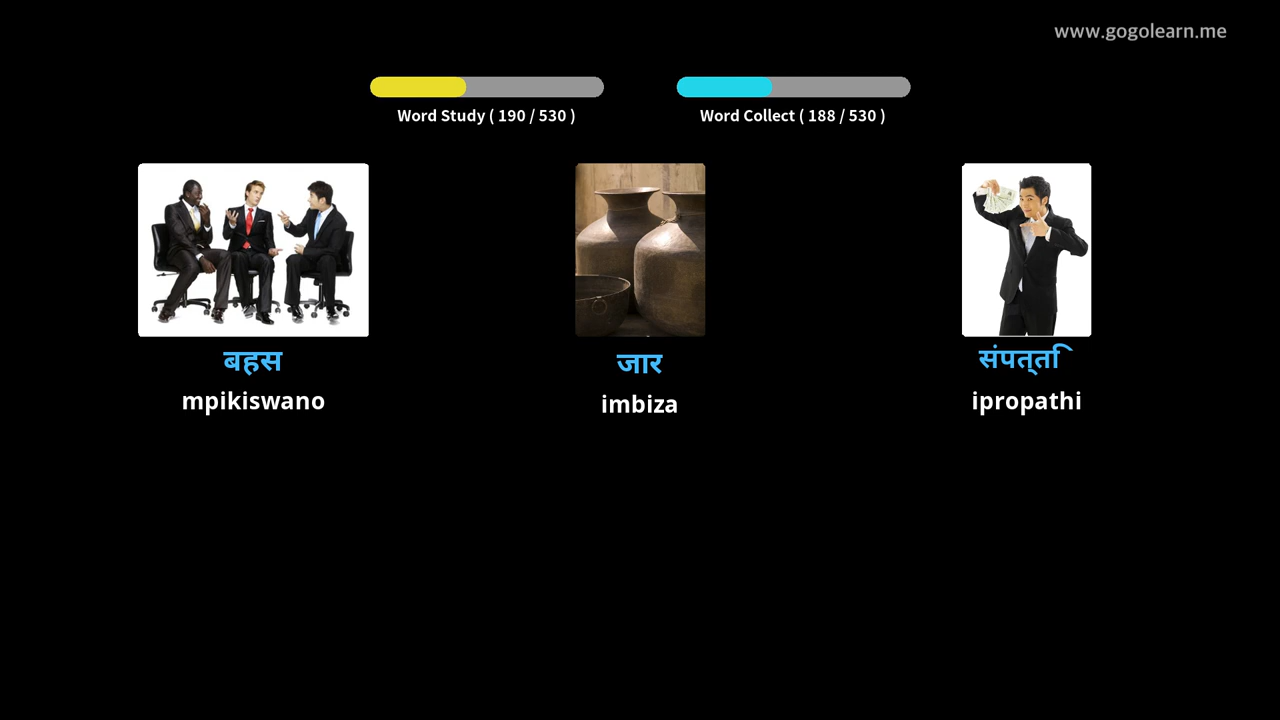 www.gogolearn.me
Word Study ( 190 / 530 )
Word Collect ( 188 / 530 )
बहस
जार
संपत्ति
mpikiswano
imbiza
ipropathi